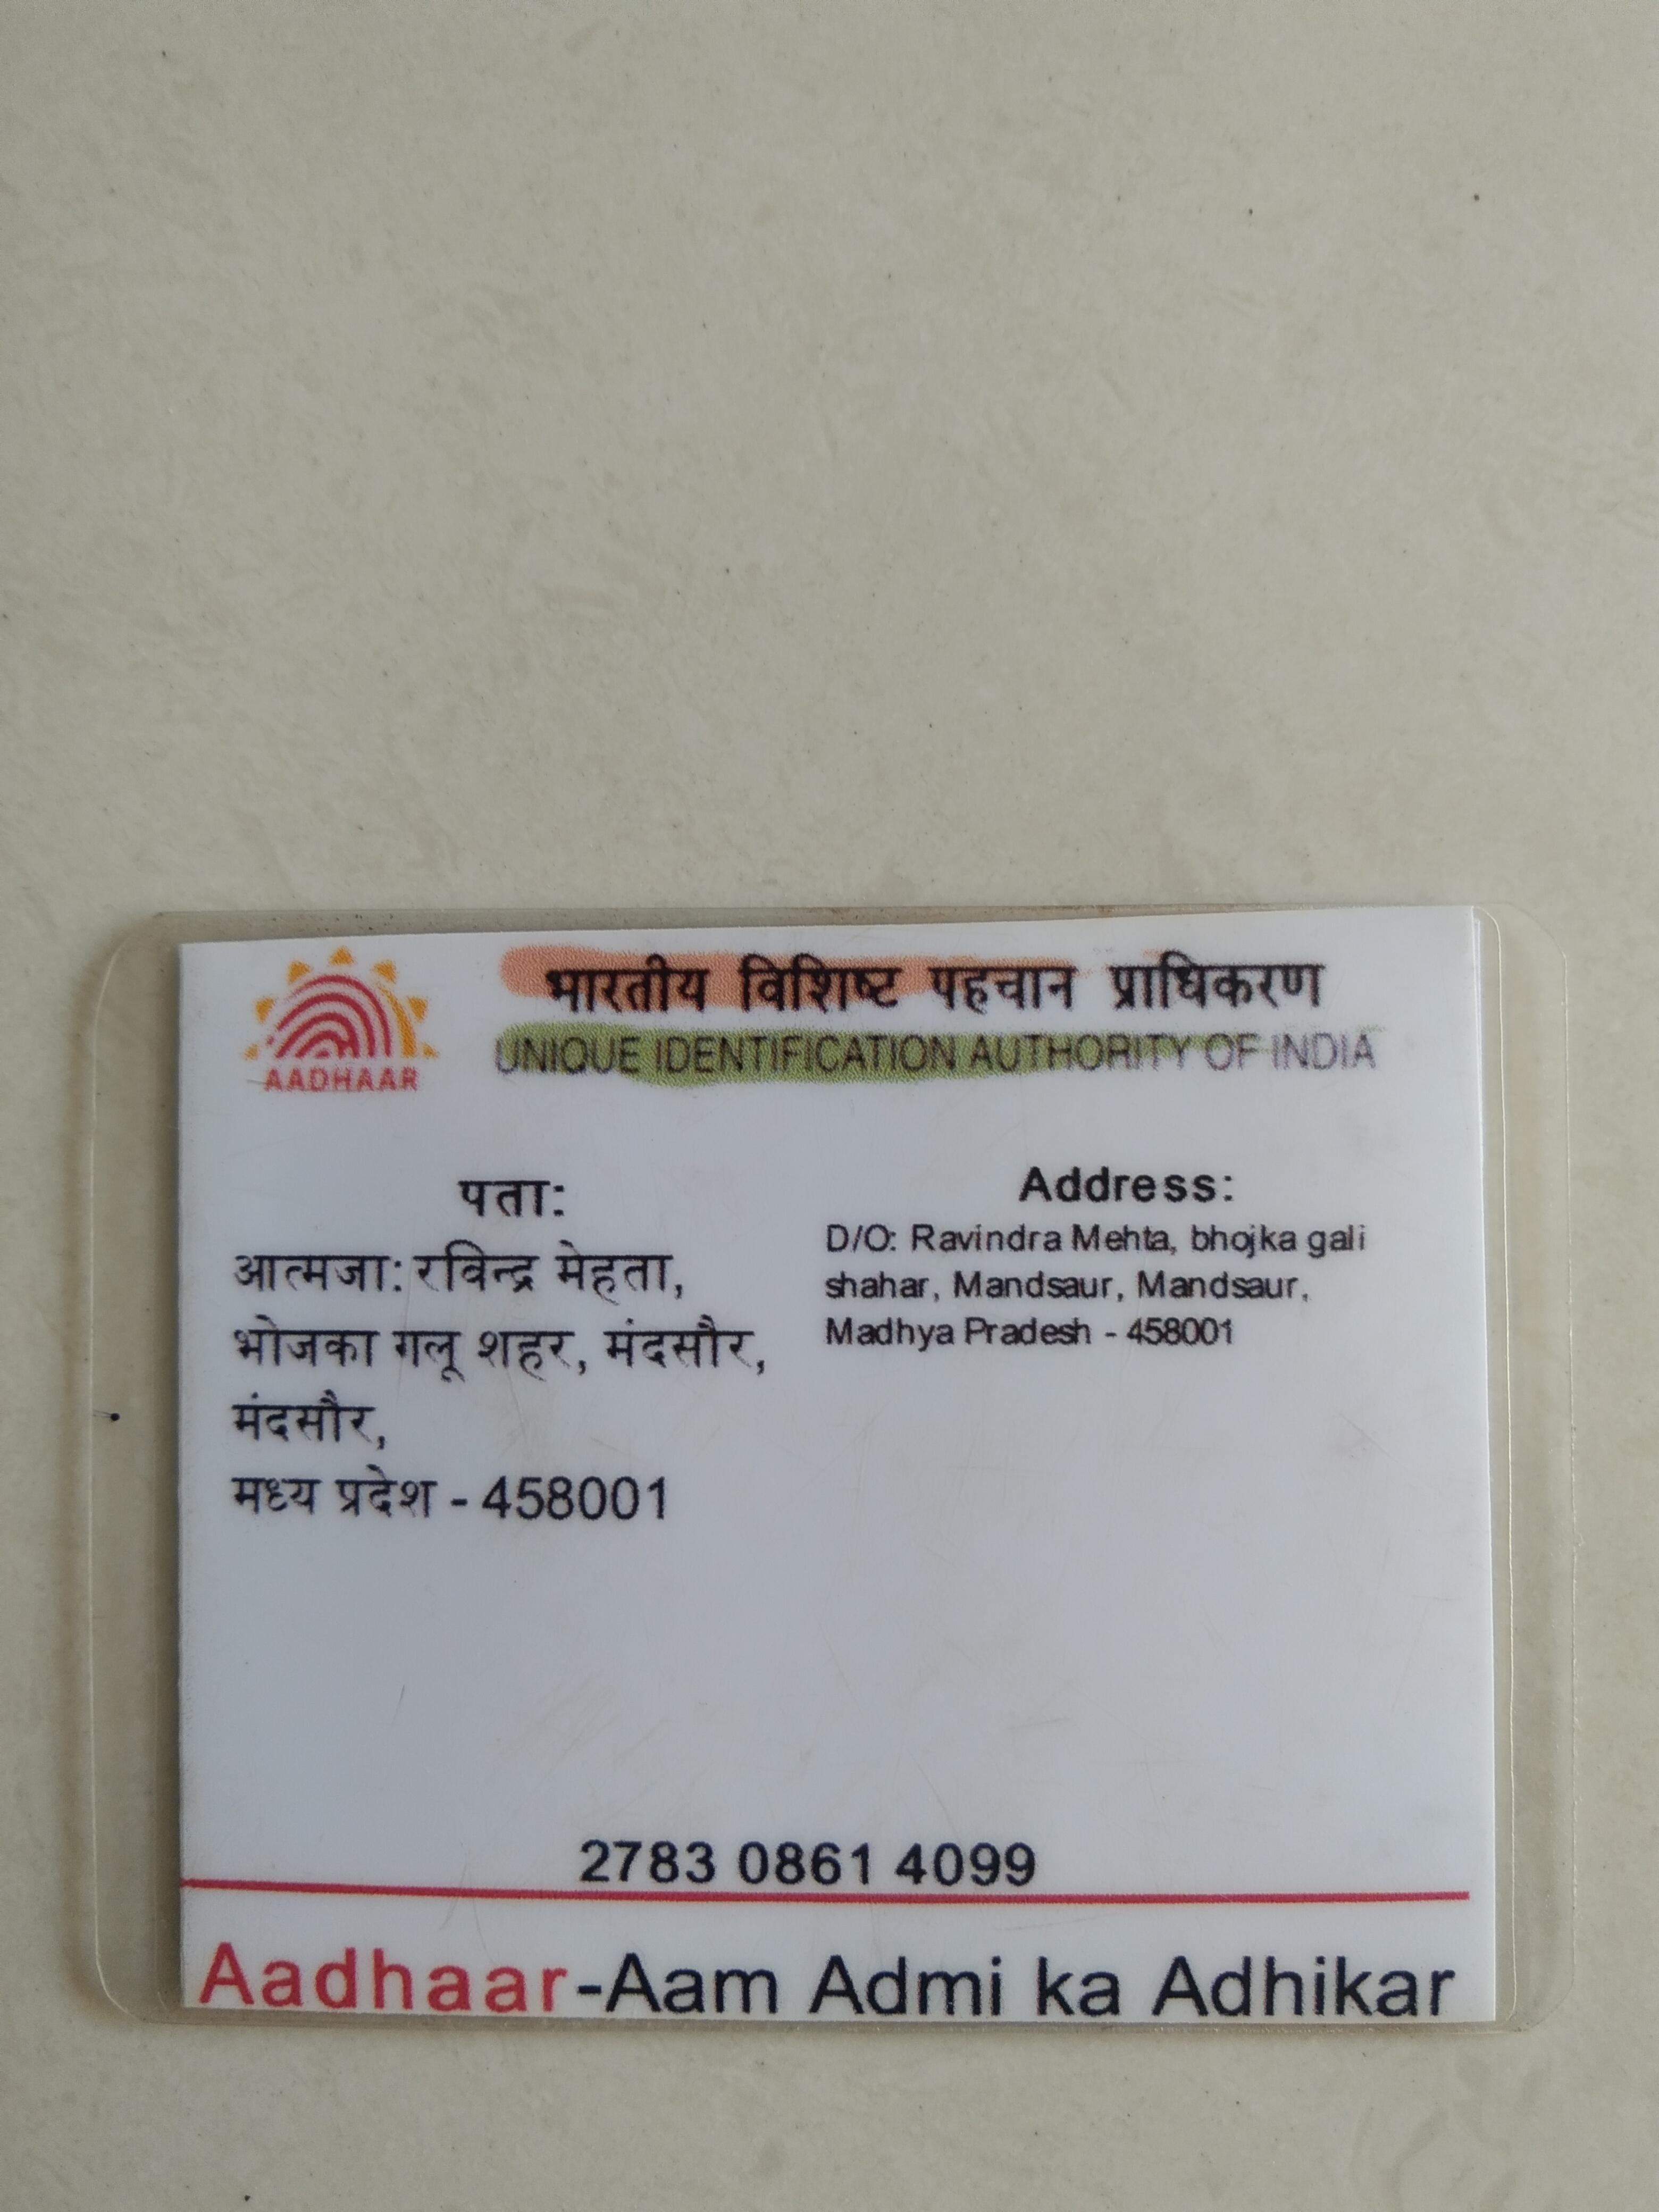 भारतीय विशिष्ट पहचान प्राधिकरण
UNIQUE IDENTIFICATION AUTHORITY OF INDIA
AADHAAR
पता:
आत्मजा: रविन्द्र मेहता,
भोजका गलू शहर, मंदसौर,
मंदसौर,
मध्य प्रदेश - 458001
Address:
D/O: Ravindra Mehta, bhojka gali
shahar, Mandsaur, Mandsaur,
Madhya Pradesh - 458001
2783 0861 4099
Aadhaar-Aam Admi ka Adhikar